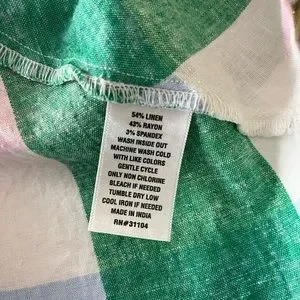 54% LINEN
43% RAYON
3% SPANDEX
WASH INSIDE OUT
MACHINE WASH COLD
WITH LIKE COLORS
GENTLE CYCLE
ONLY NON CHLORINE
BLEACH IF NEEDED
TUMBLE DRY LOW
COOL IRON IF NEEDED
MADE IN INDIA
RN#31104